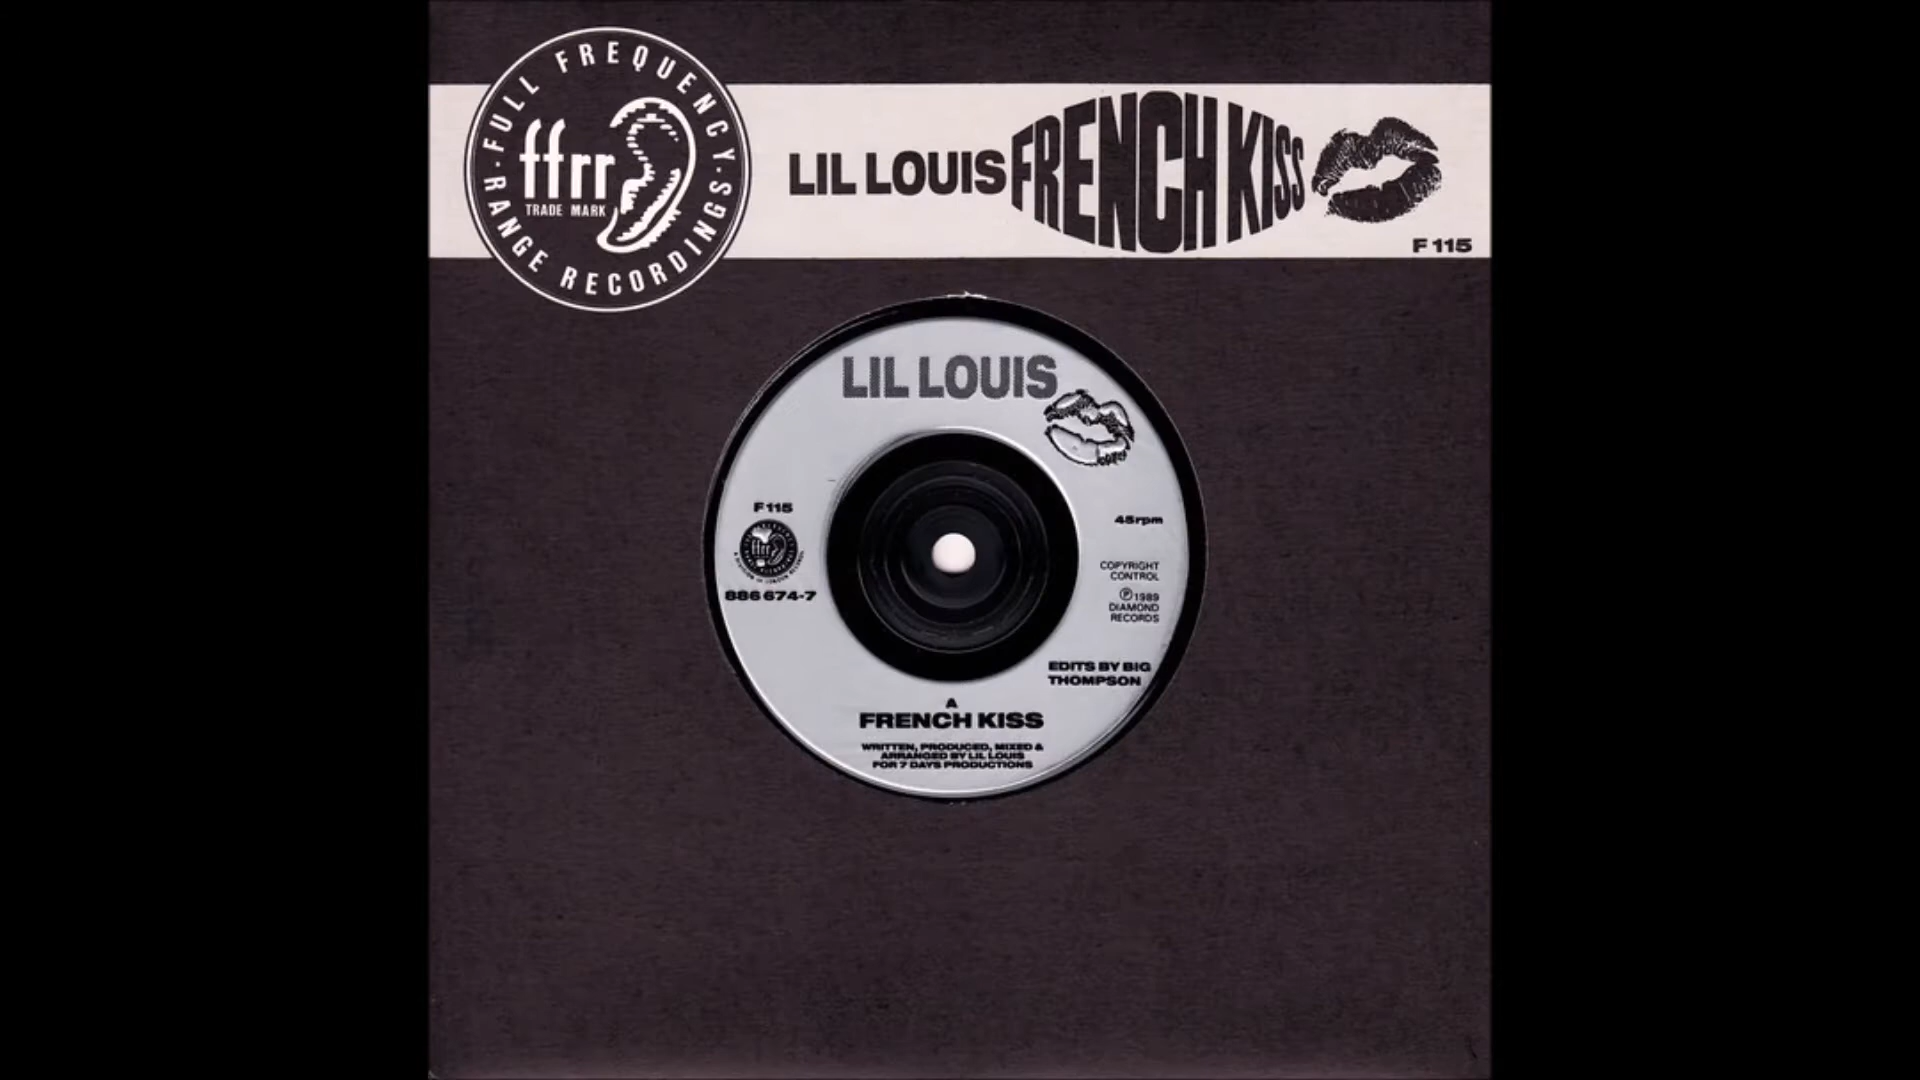 · FULL FREQUENCY ·
RANGE RECORDINGS
ffrr
TRADE MARK
LIL LOUIS FRENCH KISS
F 115
LIL LOUIS
F 115
45rpm
ffrr
COPYRIGHT
CONTROL
886 674-7
℗ 1989
DIAMOND
RECORDS
EDITS BY BIG
THOMPSON
A
FRENCH KISS
WRITTEN, PRODUCED, MIXED &
ARRANGED BY LIL LOUIS
FOR 7 DAYS PRODUCTIONS